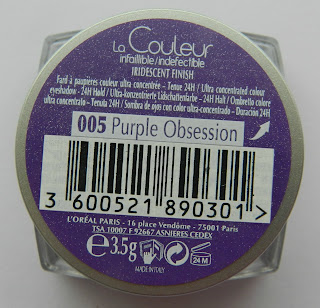 La Couleur
infaillible/indefectible
IRIDESCENT FINISH
Fard à paupières couleur ultra concentrée - Tenue 24H / Ultra concentrated colour
eyeshadow - 24H Hold / Ultra-konzentrierte Lidschattenfarbe - 24H Halt / Ombretto colore
ultra concentrato - Tenuta 24H / Sombra de ojos con color ultra-concentrado - Duración 24H
005 Purple Obsession
3 600521 890301 >
L'ORÉAL PARIS - 16 place Vendôme - 75001 Paris
TSA 10007 F 92667 ASNIERES CEDEX
3.5g 24 M
MADE IN ITALY